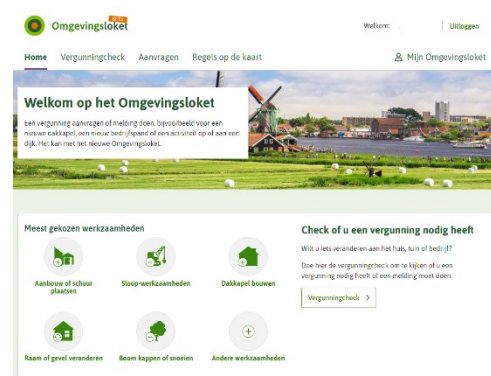 Omgevingsloket
BETA
Welkom:
Uitloggen
Home
Vergunningcheck
Aanvragen
Regels op de kaart
Mijn Omgevingsloket
Welkom op het Omgevingsloket
Een vergunning aanvragen of melding doen, bijvoorbeeld voor een
nieuwe dakkapel, een nieuw bedrijfspand of een activiteit op of aan een
dijk. Het kan met het nieuwe Omgevingsloket.
Meest gekozen werkzaamheden
Aanbouw of schuur
plaatsen
Sloop-werkzaamheden
Dakkapel bouwen
Raam of gevel veranderen
Boom kappen of snoeien
Andere werkzaamheden
Check of u een vergunning nodig heeft
Wilt u iets veranderen aan het huis, tuin of bedrijf?
Doe hier de vergunningcheck om te kijken of u een
vergunning nodig heeft of een melding moet doen.
Vergunningcheck